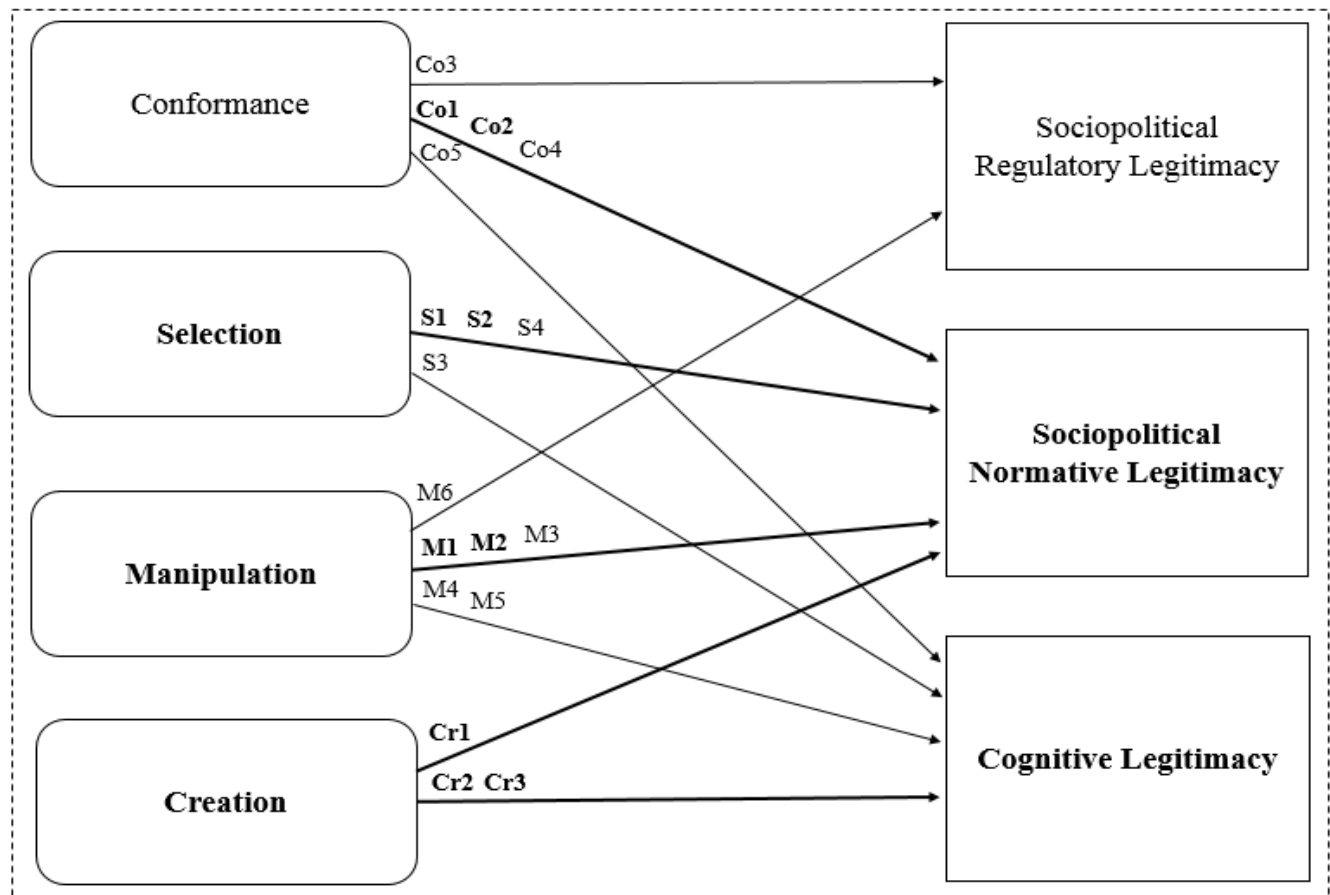 Conformance
Co3
Co1 Co2 Co4
Co5
Sociopolitical
Regulatory Legitimacy
Selection
S1 S2 S4
S3
Sociopolitical
Normative Legitimacy
Manipulation
M6
M1 M2 M3
M4 M5
Creation
Cr1
Cr2 Cr3
Cognitive Legitimacy